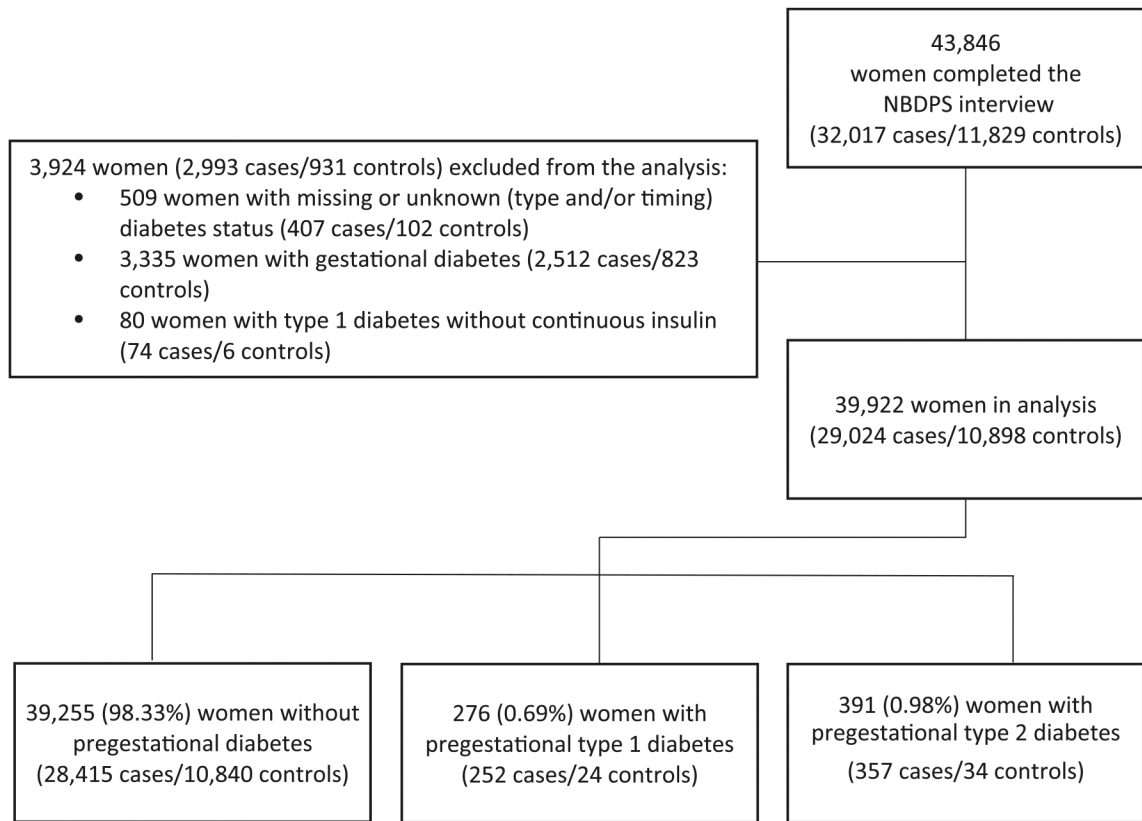 43,846
women completed the
NBDPS interview
(32,017 cases/11,829 controls)
3,924 women (2,993 cases/931 controls) excluded from the analysis:
• 509 women with missing or unknown (type and/or timing)
diabetes status (407 cases/102 controls)
• 3,335 women with gestational diabetes (2,512 cases/823
controls)
• 80 women with type 1 diabetes without continuous insulin
(74 cases/6 controls)
39,922 women in analysis
(29,024 cases/10,898 controls)
39,255 (98.33%) women without
pregestational diabetes
(28,415 cases/10,840 controls)
276 (0.69%) women with
pregestational type 1 diabetes
(252 cases/24 controls)
391 (0.98%) women with
pregestational type 2 diabetes
(357 cases/34 controls)